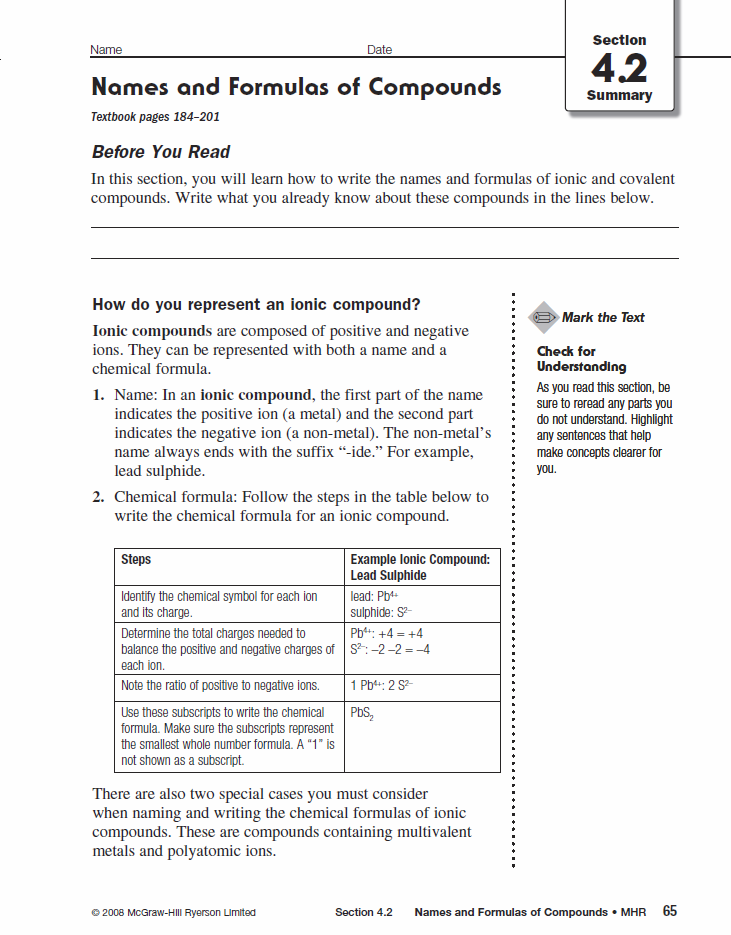 Name Date
Section
4.2
Summary
Names and Formulas of Compounds
Textbook pages 184–201
Before You Read
In this section, you will learn how to write the names and formulas of ionic and covalent
compounds. Write what you already know about these compounds in the lines below.
How do you represent an ionic compound?
Ionic compounds are composed of positive and negative
ions. They can be represented with both a name and a
chemical formula.
1. Name: In an ionic compound, the first part of the name
indicates the positive ion (a metal) and the second part
indicates the negative ion (a non-metal). The non-metal’s
name always ends with the suffix “-ide.” For example,
lead sulphide.
2. Chemical formula: Follow the steps in the table below to
write the chemical formula for an ionic compound.
Steps
Example Ionic Compound:
Lead Sulphide
Identify the chemical symbol for each ion
and its charge.
lead: Pb⁴⁺
sulphide: S²⁻
Determine the total charges needed to
balance the positive and negative charges of
each ion.
Pb⁴⁺: +4 = +4
S²⁻: –2 –2 = –4
Note the ratio of positive to negative ions.
1 Pb⁴⁺: 2 S²⁻
Use these subscripts to write the chemical
formula. Make sure the subscripts represent
the smallest whole number formula. A “1” is
not shown as a subscript.
PbS₂
There are also two special cases you must consider
when naming and writing the chemical formulas of ionic
compounds. These are compounds containing multivalent
metals and polyatomic ions.
Mark the Text
Check for
Understanding
As you read this section, be
sure to reread any parts you
do not understand. Highlight
any sentences that help
make concepts clearer for
you.
© 2008 McGraw-Hill Ryerson Limited Section 4.2 Names and Formulas of Compounds • MHR 65